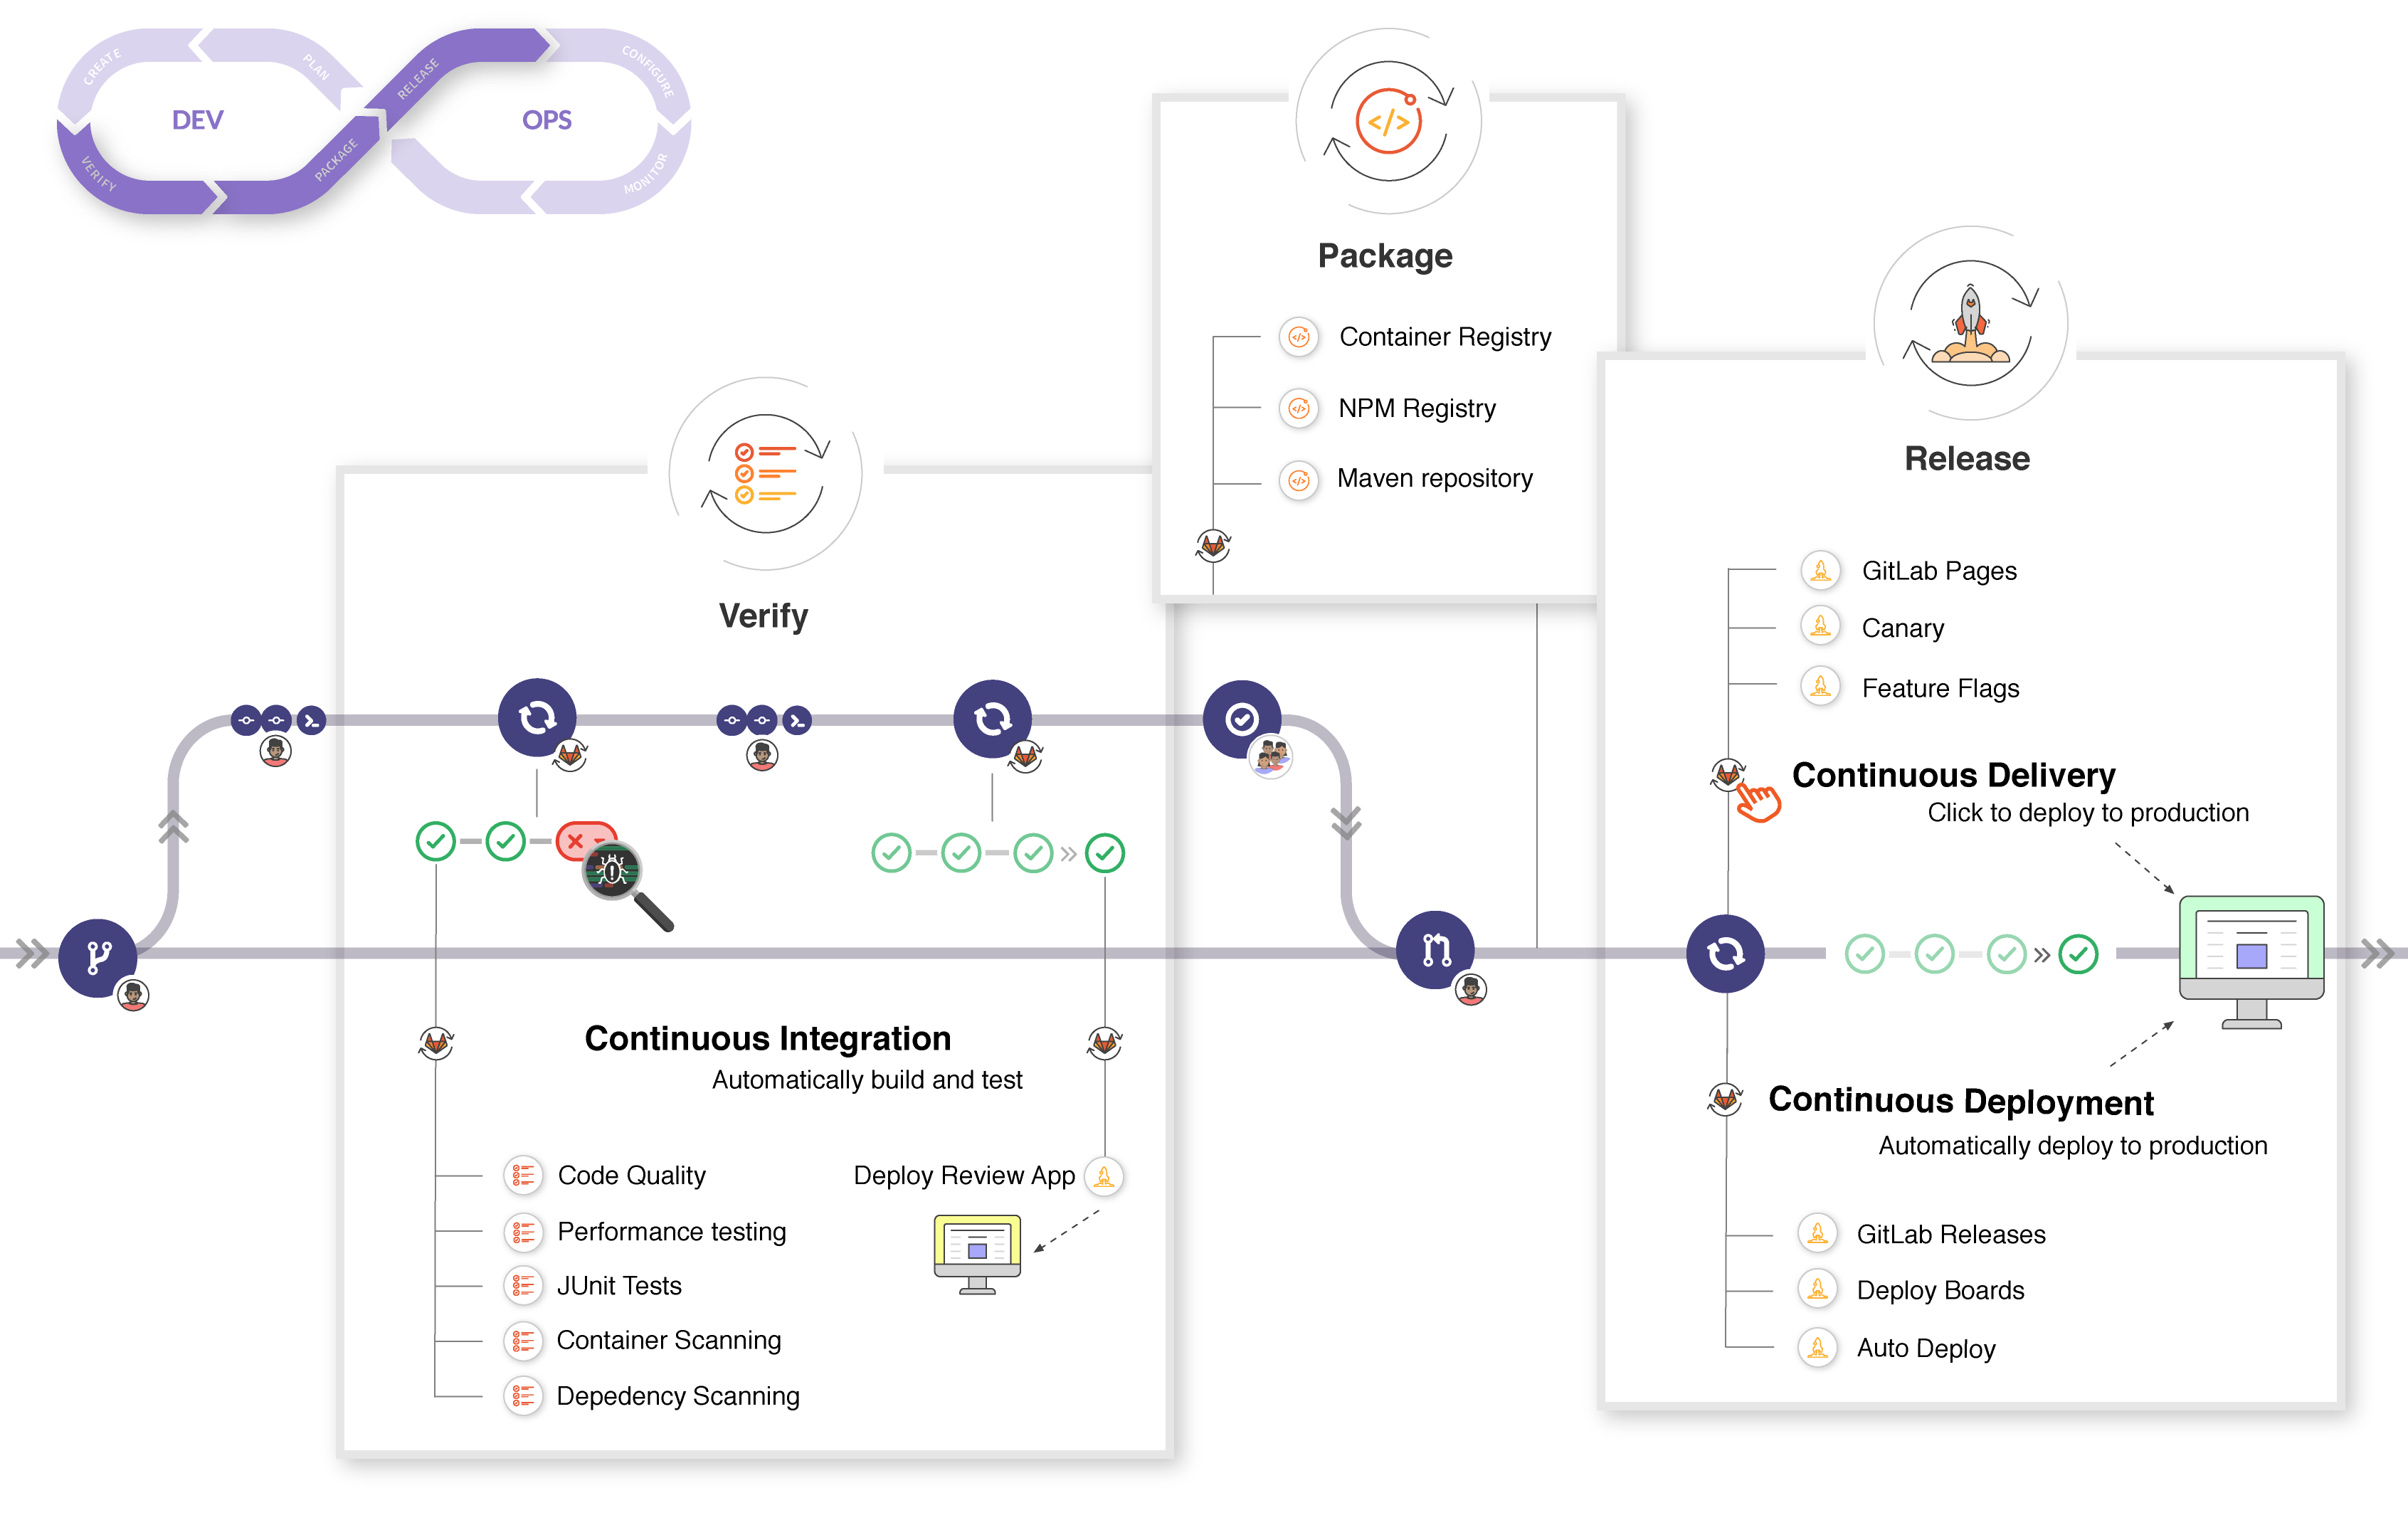 CREATE
PLAN
RELEASE
CONFIGURE
DEV
OPS
VERIFY
PACKAGE
MONITOR
Package
Container Registry
NPM Registry
Maven repository
Release
GitLab Pages
Canary
Feature Flags
Continuous Delivery
Click to deploy to production
Continuous Deployment
Automatically deploy to production
GitLab Releases
Deploy Boards
Auto Deploy
Verify
Continuous Integration
Automatically build and test
Code Quality
Performance testing
JUnit Tests
Container Scanning
Depedency Scanning
Deploy Review App